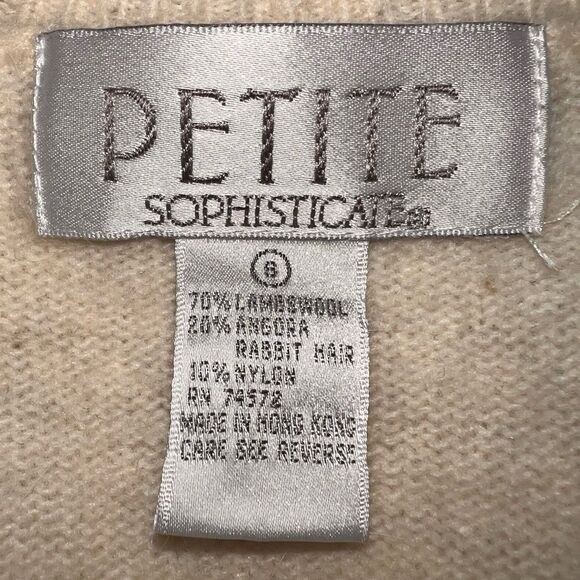 PETITE
SOPHISTICATE®
6
70% LAMBSWOOL
20% ANGORA
RABBIT HAIR
10% NYLON
RN 74572
MADE IN HONG KONG
CARE SEE REVERSE